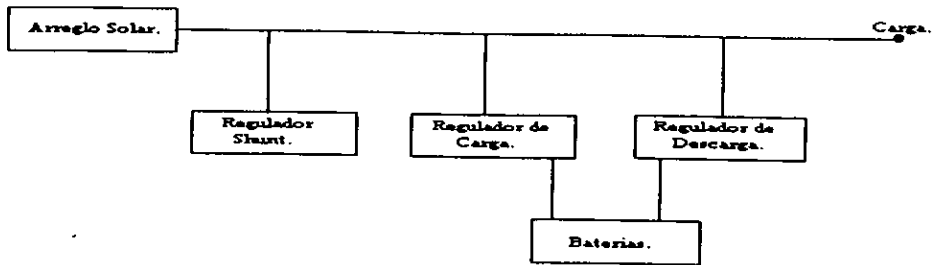 Arreglo Solar.
Carga.
Regulador
Shunt.
Regulador de
Carga.
Regulador de
Descarga.
Baterias.